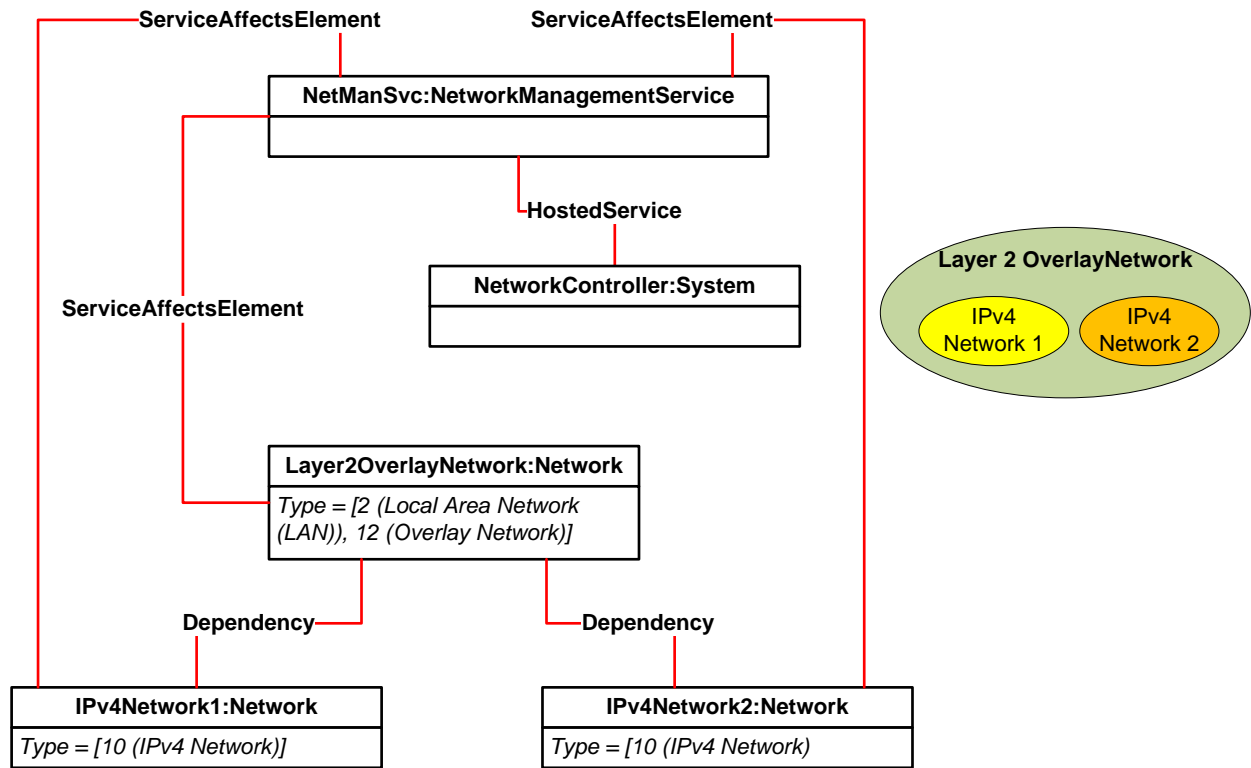 ServiceAffectsElement
ServiceAffectsElement
NetManSvc:NetworkManagementService
HostedService
NetworkController:System
ServiceAffectsElement
Layer 2 OverlayNetwork
IPv4
Network 1
IPv4
Network 2
Layer2OverlayNetwork:Network
Type = [2 (Local Area Network
(LAN)), 12 (Overlay Network)]
Dependency
Dependency
IPv4Network1:Network
Type = [10 (IPv4 Network)]
IPv4Network2:Network
Type = [10 (IPv4 Network)